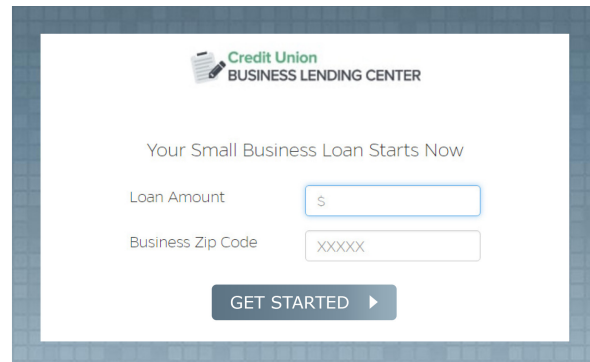 Credit Union
BUSINESS LENDING CENTER
Your Small Business Loan Starts Now
Loan Amount
$
Business Zip Code
XXXXX
GET STARTED